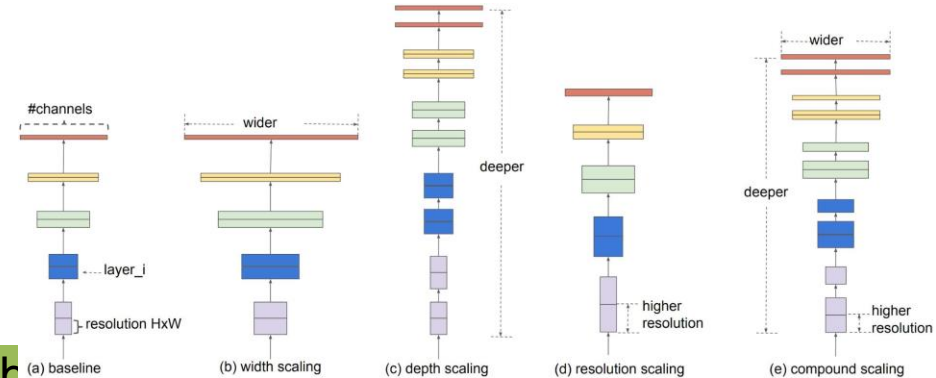 #channels
layer_i
resolution HxW
(a) baseline
wider
(b) width scaling
deeper
(c) depth scaling
higher
resolution
(d) resolution scaling
wider
deeper
higher
resolution
(e) compound scaling